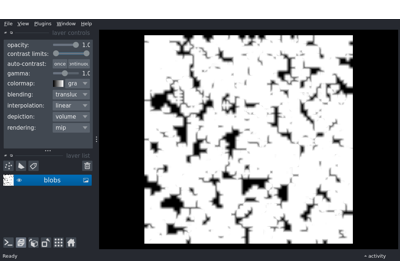 File View Plugins Window Help
layer controls
opacity: 1.0
contrast limits:
auto-contrast: once continuous
gamma: 1.0
colormap: gray
blending: translu
interpolation: linear
depiction: volume
rendering: mip
layer list
blobs
Ready
activity